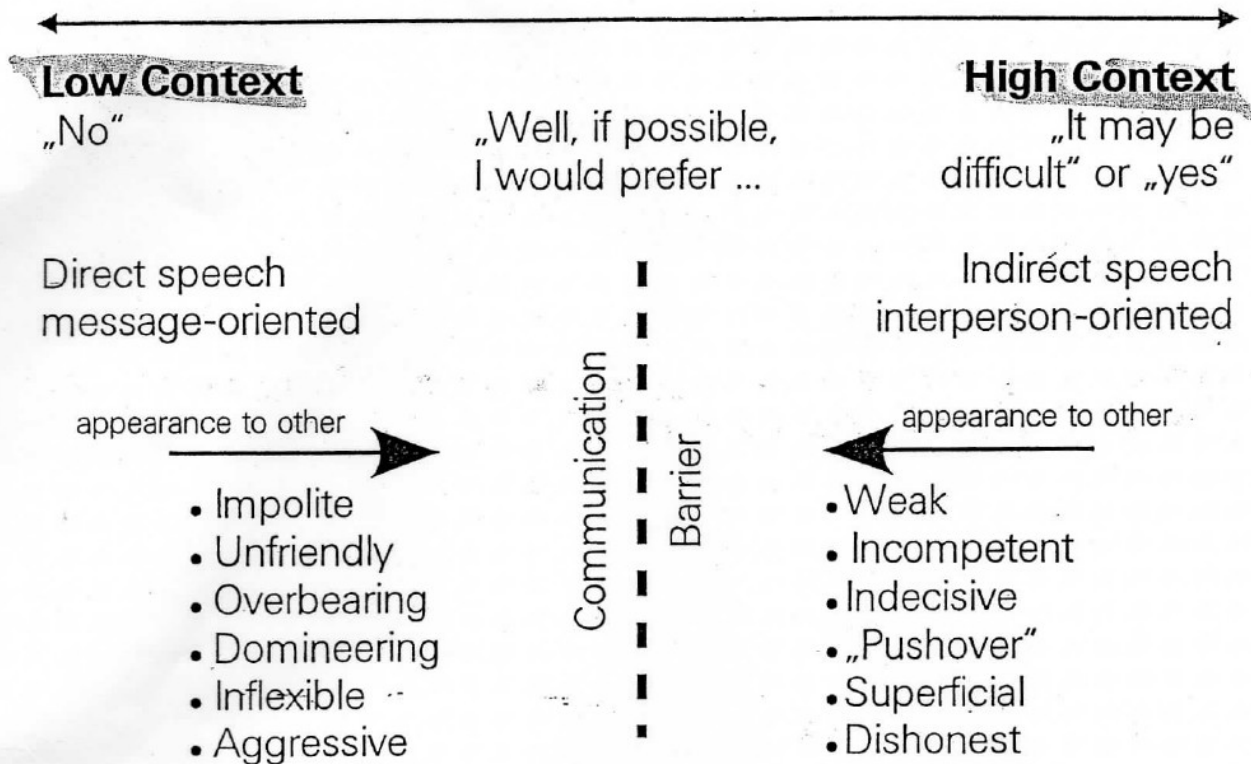 Low Context
„No“
„Well, if possible,
I would prefer ...
High Context
„It may be
difficult“ or „yes“
Direct speech
message-oriented
Indirect speech
interperson-oriented
appearance to other
• Impolite
• Unfriendly
• Overbearing
• Domineering
• Inflexible
• Aggressive
Communication
Barrier
appearance to other
• Weak
• Incompetent
• Indecisive
• „Pushover“
• Superficial
• Dishonest